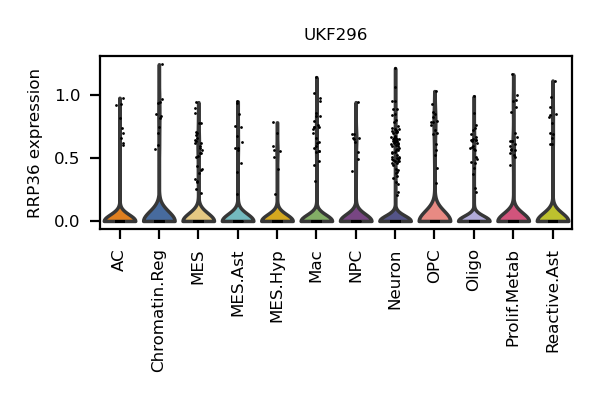 UKF296
RRP36 expression
1.0
0.5
0.0
AC
Chromatin.Reg
MES
MES.Ast
MES.Hyp
Mac
NPC
Neuron
OPC
Oligo
Prolif.Metab
Reactive.Ast